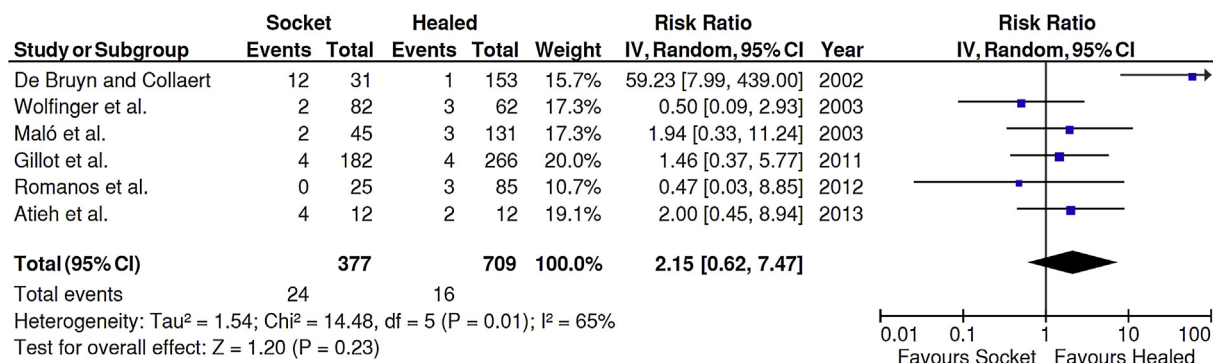 Socket Healed Risk Ratio Risk Ratio
Study or Subgroup Events Total Events Total Weight IV, Random, 95% CI Year IV, Random, 95% CI
De Bruyn and Collaert 12 31 1 153 15.7% 59.23 [7.99, 439.00] 2002
Wolfinger et al. 2 82 3 62 17.3% 0.50 [0.09, 2.93] 2003
Maló et al. 2 45 3 131 17.3% 1.94 [0.33, 11.24] 2003
Gillot et al. 4 182 4 266 20.0% 1.46 [0.37, 5.77] 2011
Romanos et al. 0 25 3 85 10.7% 0.47 [0.03, 8.85] 2012
Atieh et al. 4 12 2 12 19.1% 2.00 [0.45, 8.94] 2013
Total (95% CI) 377 709 100.0% 2.15 [0.62, 7.47]
Total events 24 16
Heterogeneity: Tau² = 1.54; Chi² = 14.48, df = 5 (P = 0.01); I² = 65%
Test for overall effect: Z = 1.20 (P = 0.23)
0.01 0.1 1 10 100
Favours Socket Favours Healed